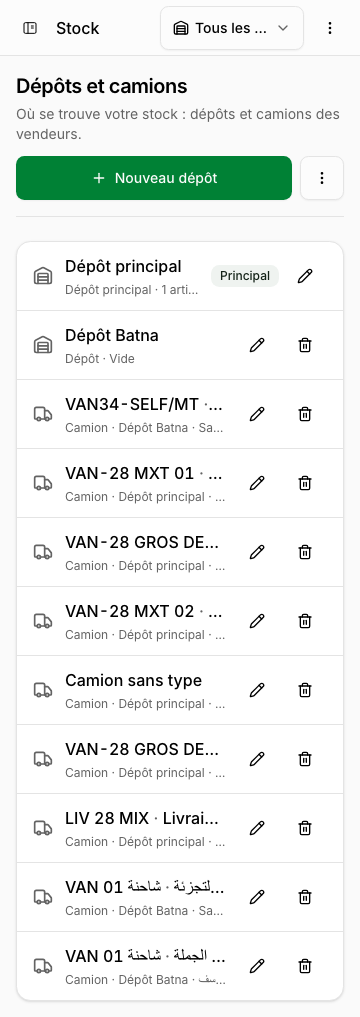 Stock
Tous les ...
Dépôts et camions
Où se trouve votre stock : dépôts et camions des
vendeurs.
Nouveau dépôt
Dépôt principal
Principal
Dépôt principal · 1 arti...
Dépôt Batna
Dépôt · Vide
VAN34-SELF/MT ·...
Camion · Dépôt Batna · Sa...
VAN-28 MXT 01 · ...
Camion · Dépôt principal · ...
VAN-28 GROS DE...
Camion · Dépôt principal · ...
VAN-28 MXT 02 · ...
Camion · Dépôt principal · ...
Camion sans type
Camion · Dépôt principal · ...
VAN-28 GROS DE...
Camion · Dépôt principal · ...
LIV 28 MIX · Livrai...
Camion · Dépôt principal · ...
VAN 01 لتجزئة · شاحنة...
Camion · Dépôt Batna · Sa...
VAN 01 الجملة · شاحنة ...
Camion · Dépôt Batna · سف...